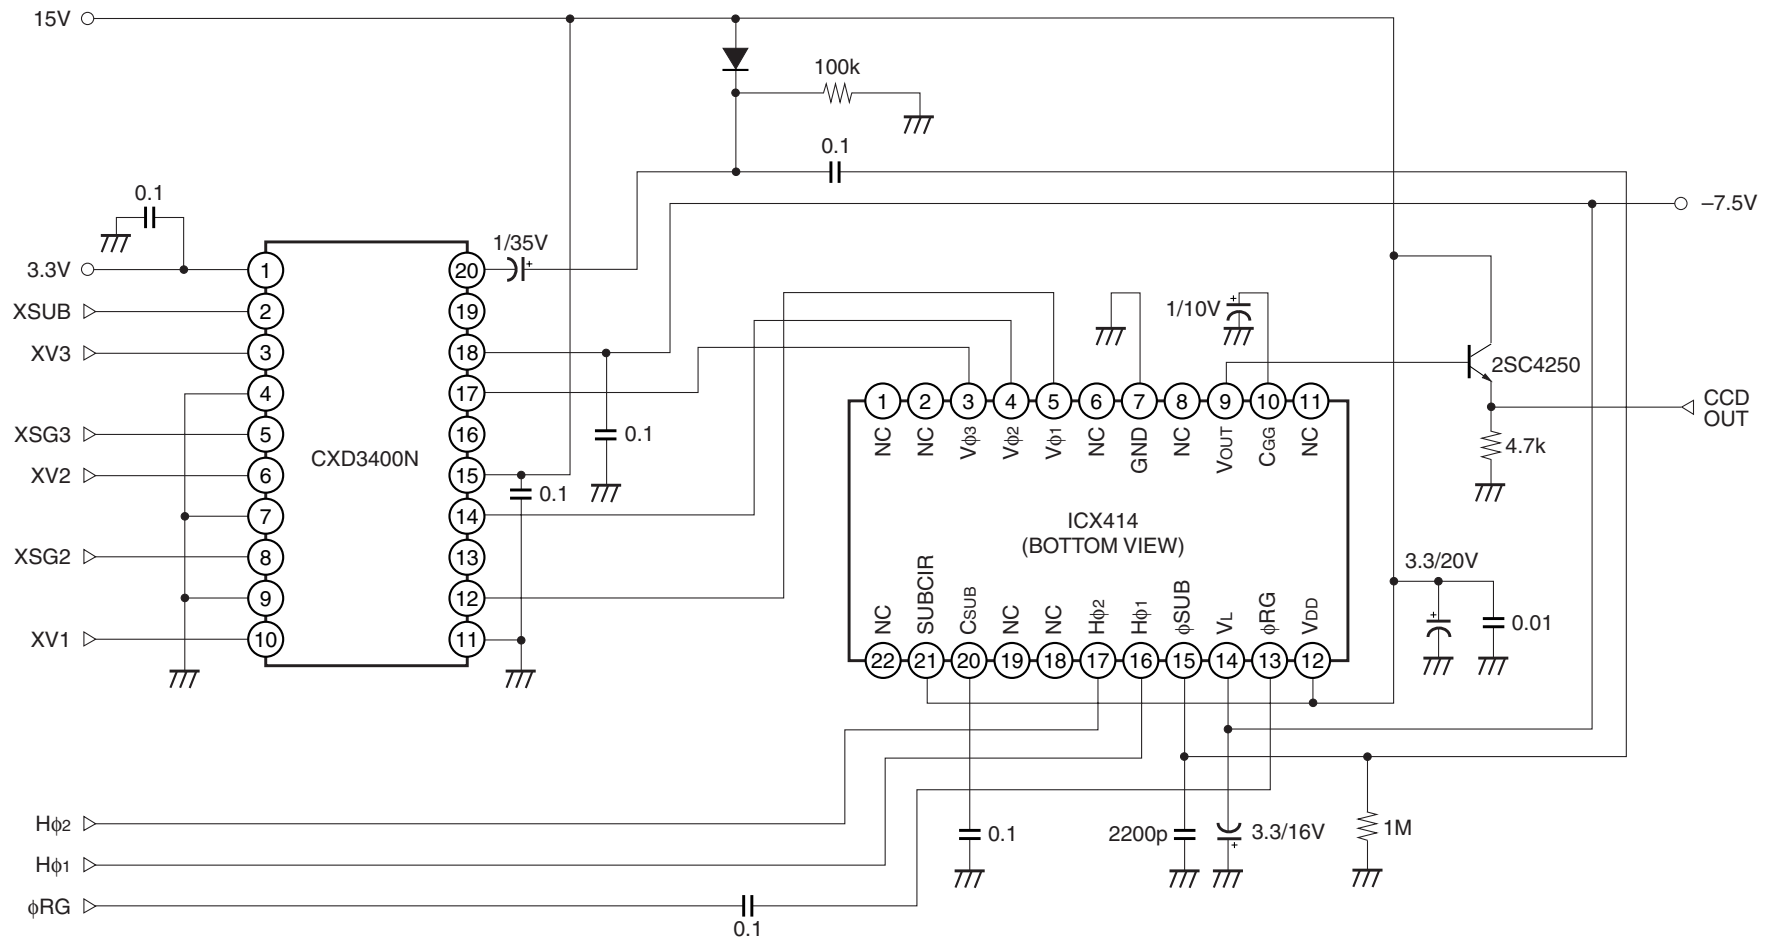 15V
100k
0.1
0.1
–7.5V
1/35V
3.3V
1
20
XSUB
2
19
1/10V
XV3
3
18
2SC4250
4
17
1
2
3
4
5
6
7
8
9
10
11
CCD
OUT
XSG3
5
16
0.1
NC
NC
Vϕ3
Vϕ2
Vϕ1
NC
GND
NC
VOUT
CGG
NC
4.7k
CXD3400N
XV2
6
15
0.1
7
14
ICX414
(BOTTOM VIEW)
XSG2
8
13
3.3/20V
9
12
NC
SUBCIR
CSUB
NC
NC
Hϕ2
Hϕ1
ϕSUB
VL
ϕRG
VDD
0.01
XV1
10
11
22
21
20
19
18
17
16
15
14
13
12
Hϕ2
0.1
2200p
3.3/16V
1M
Hϕ1
ϕRG
0.1